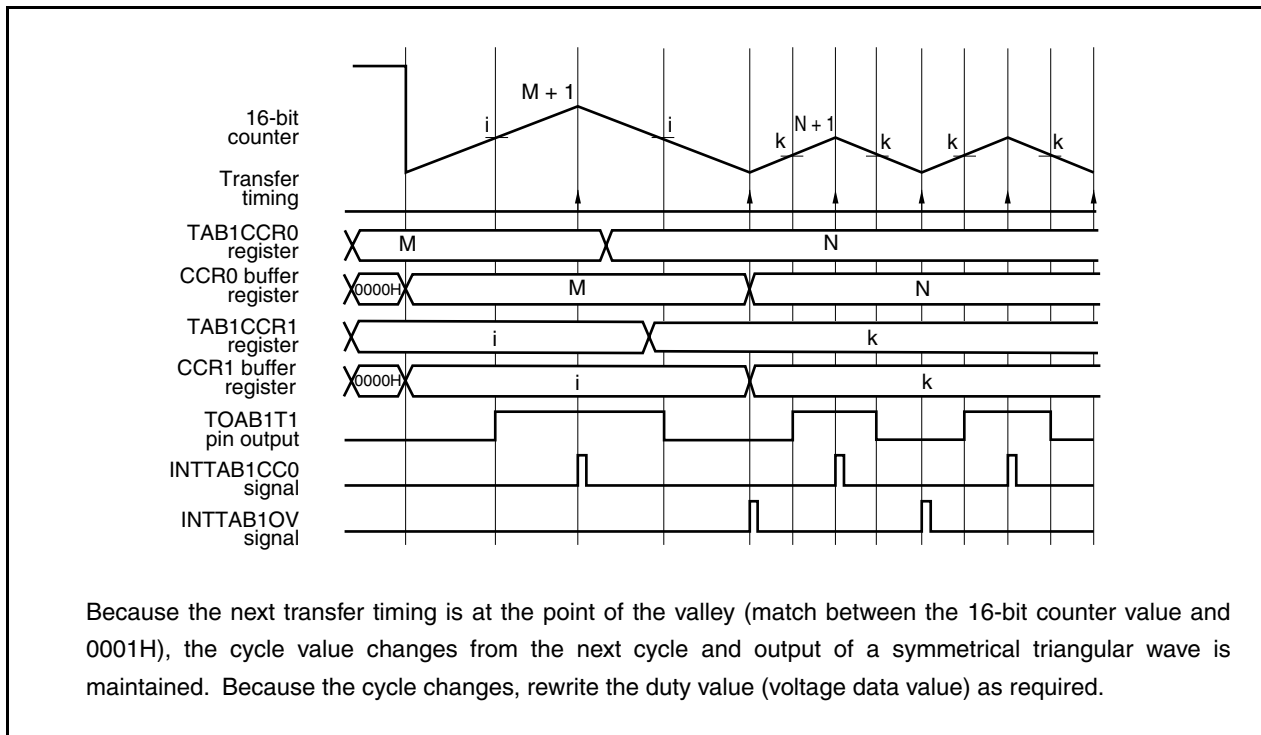 M + 1
16-bit
counter
i
i
k
N + 1
k
k
k
Transfer
timing
TAB1CCR0
register
M
N
CCR0 buffer
register
0000H
M
N
TAB1CCR1
register
i
k
CCR1 buffer
register
0000H
i
k
TOAB1T1
pin output
INTTAB1CC0
signal
INTTAB1OV
signal
Because the next transfer timing is at the point of the valley (match between the 16-bit counter value and
0001H), the cycle value changes from the next cycle and output of a symmetrical triangular wave is
maintained. Because the cycle changes, rewrite the duty value (voltage data value) as required.